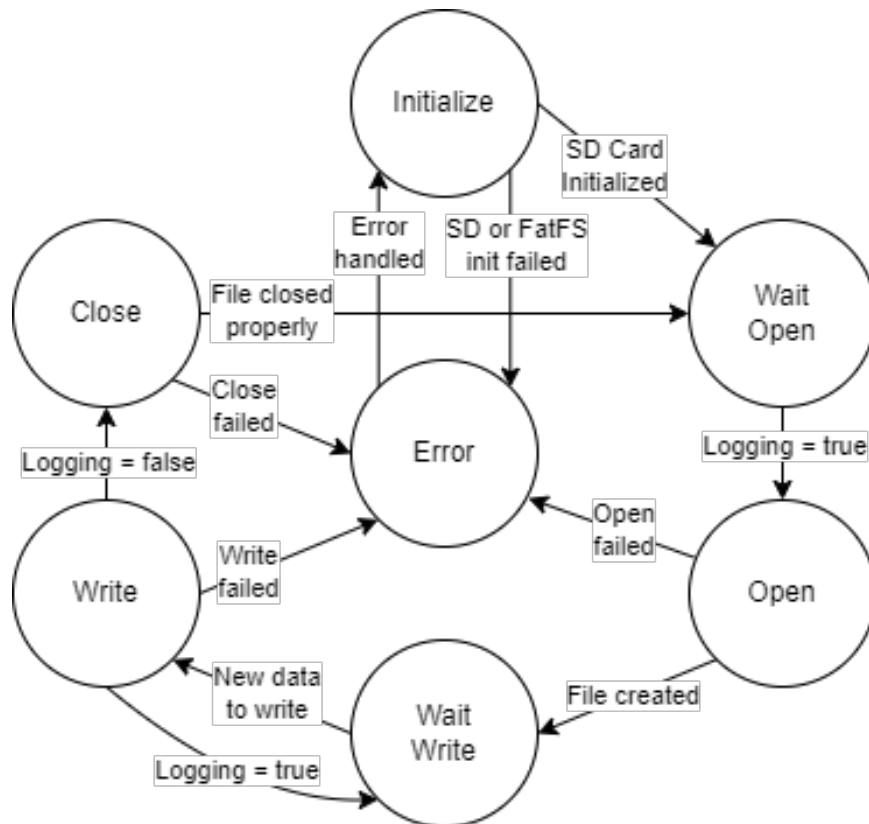 Initialize
SD Card
Initialized
Error
handled
SD or FatFS
init failed
Close
File closed
properly
Wait
Open
Close
failed
Error
Logging = false
Logging = true
Open
failed
Write
failed
Write
Open
New data
to write
Wait
Write
File created
Logging = true